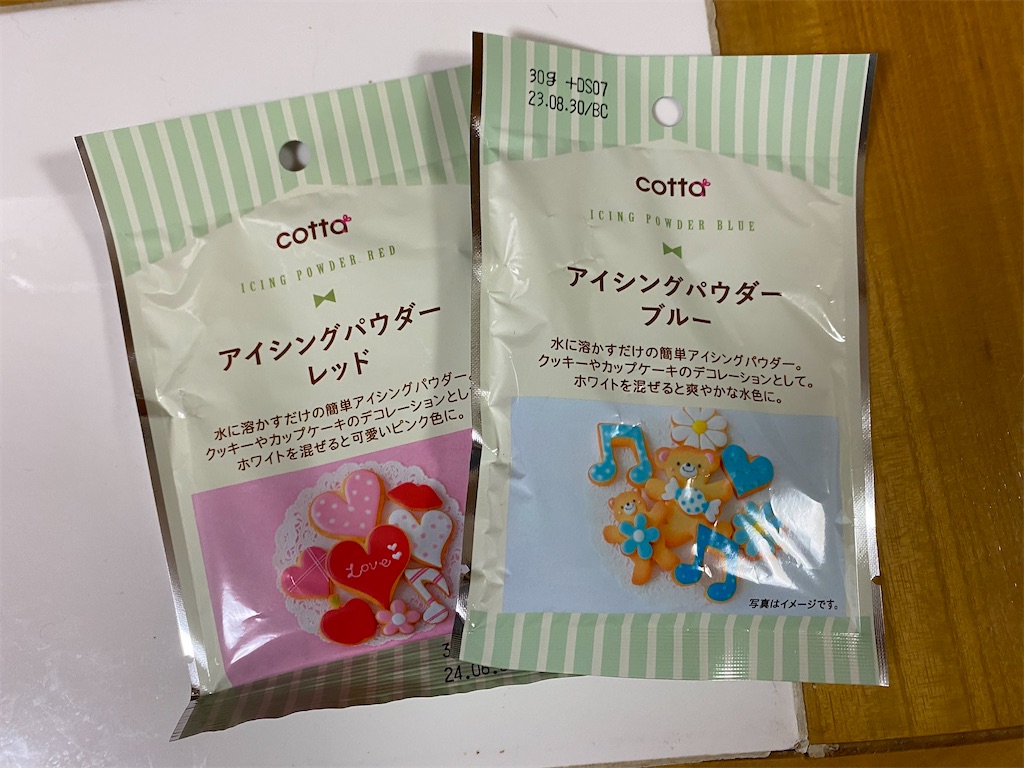 cotta
ICING POWDER RED
アイシングパウダー
レッド
水に溶かすだけの簡単アイシングパウダー。
クッキーやカップケーキのデコレーションとして
ホワイトを混ぜると可愛いピンク色に。
Love
30g +DS07
23.08.30/BC
cotta
ICING POWDER BLUE
アイシングパウダー
ブルー
水に溶かすだけの簡単アイシングパウダー。
クッキーやカップケーキのデコレーションとして。
ホワイトを混ぜると爽やかな水色に。
写真はイメージです。